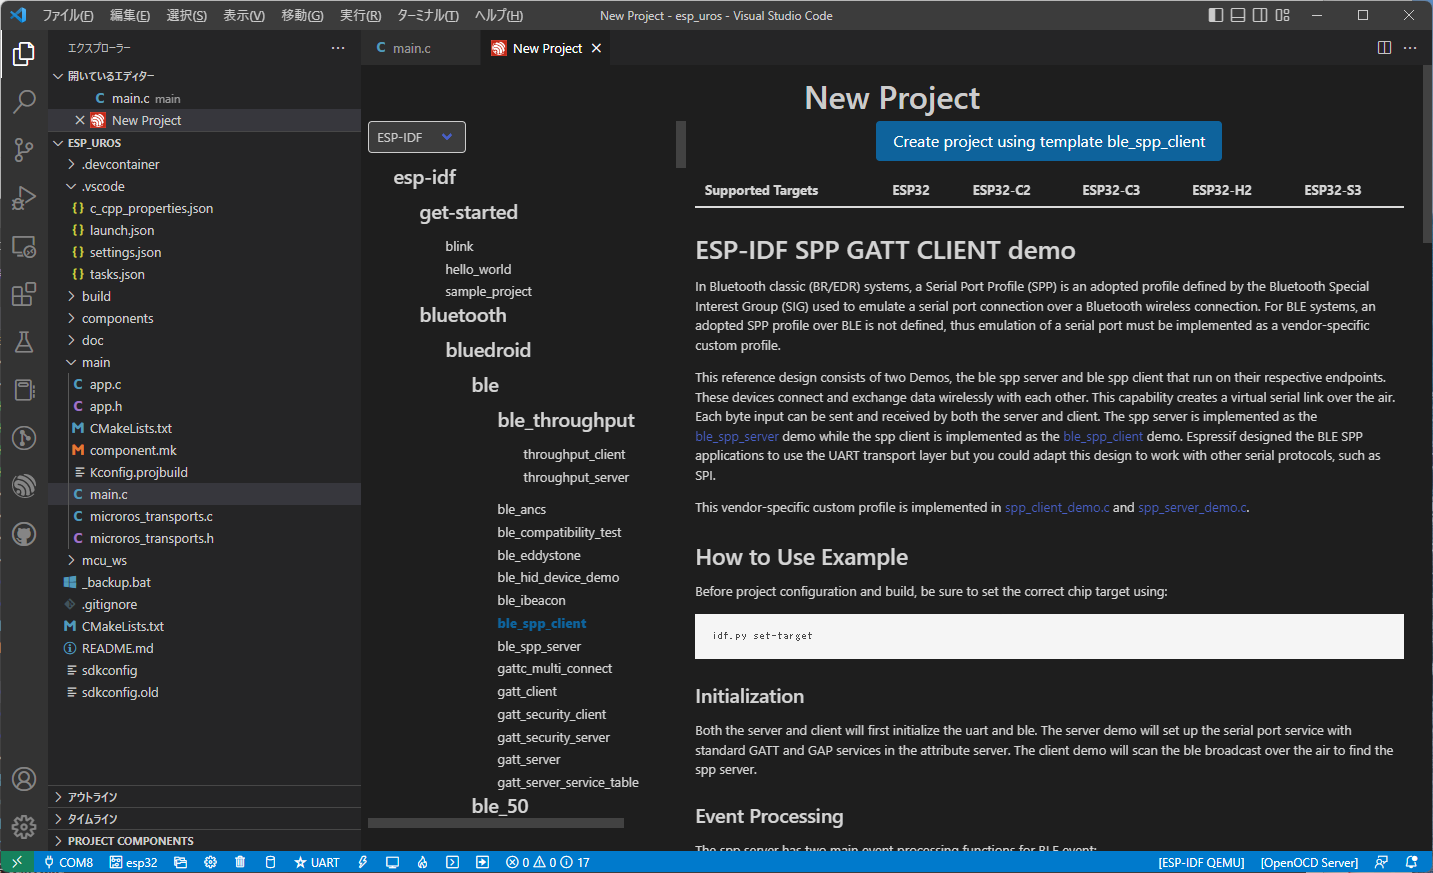 ファイル(F) 編集(E) 選択(S) 表示(V) 移動(G) 実行(R) ターミナル(T) ヘルプ(H) New Project - esp_uros - Visual Studio Code
エクスプローラー
開いているエディター
main.c main
New Project
ESP_UROS
.devcontainer
.vscode
c_cpp_properties.json
launch.json
settings.json
tasks.json
build
components
doc
main
app.c
app.h
CMakeLists.txt
component.mk
Kconfig.projbuild
main.c
microros_transports.c
microros_transports.h
mcu_ws
_backup.bat
.gitignore
CMakeLists.txt
README.md
sdkconfig
sdkconfig.old
アウトライン
タイムライン
PROJECT COMPONENTS
main.c New Project
ESP-IDF
esp-idf
get-started
blink
hello_world
sample_project
bluetooth
bluedroid
ble
ble_throughput
throughput_client
throughput_server
ble_ancs
ble_compatibility_test
ble_eddystone
ble_hid_device_demo
ble_ibeacon
ble_spp_client
ble_spp_server
gattc_multi_connect
gatt_client
gatt_security_client
gatt_security_server
gatt_server
gatt_server_service_table
ble_50
New Project
Create project using template ble_spp_client
Supported Targets ESP32 ESP32-C2 ESP32-C3 ESP32-H2 ESP32-S3
ESP-IDF SPP GATT CLIENT demo
In Bluetooth classic (BR/EDR) systems, a Serial Port Profile (SPP) is an adopted profile defined by the Bluetooth Special
Interest Group (SIG) used to emulate a serial port connection over a Bluetooth wireless connection. For BLE systems, an
adopted SPP profile over BLE is not defined, thus emulation of a serial port must be implemented as a vendor-specific
custom profile.
This reference design consists of two Demos, the ble spp server and ble spp client that run on their respective endpoints.
These devices connect and exchange data wirelessly with each other. This capability creates a virtual serial link over the air.
Each byte input can be sent and received by both the server and client. The spp server is implemented as the
ble_spp_server demo while the spp client is implemented as the ble_spp_client demo. Espressif designed the BLE SPP
applications to use the UART transport layer but you could adapt this design to work with other serial protocols, such as
SPI.
This vendor-specific custom profile is implemented in spp_client_demo.c and spp_server_demo.c.
How to Use Example
Before project configuration and build, be sure to set the correct chip target using:
idf.py set-target
Initialization
Both the server and client will first initialize the uart and ble. The server demo will set up the serial port service with
standard GATT and GAP services in the attribute server. The client demo will scan the ble broadcast over the air to find the
spp server.
Event Processing
The spp server has two main event processing functions for BLE event:
COM8 esp32 UART 0 0 17 [ESP-IDF QEMU] [OpenOCD Server]